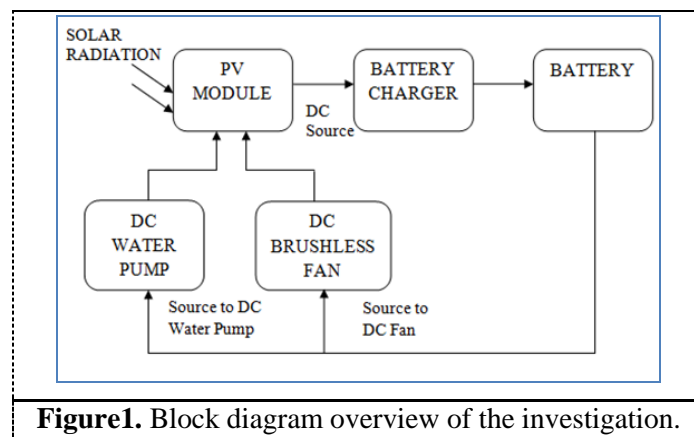 SOLAR
RADIATION
PV
MODULE
DC
Source
BATTERY
CHARGER
BATTERY
DC
WATER
PUMP
DC
BRUSHLESS
FAN
Source to DC
Water Pump
Source to
DC Fan
Figure1. Block diagram overview of the investigation.